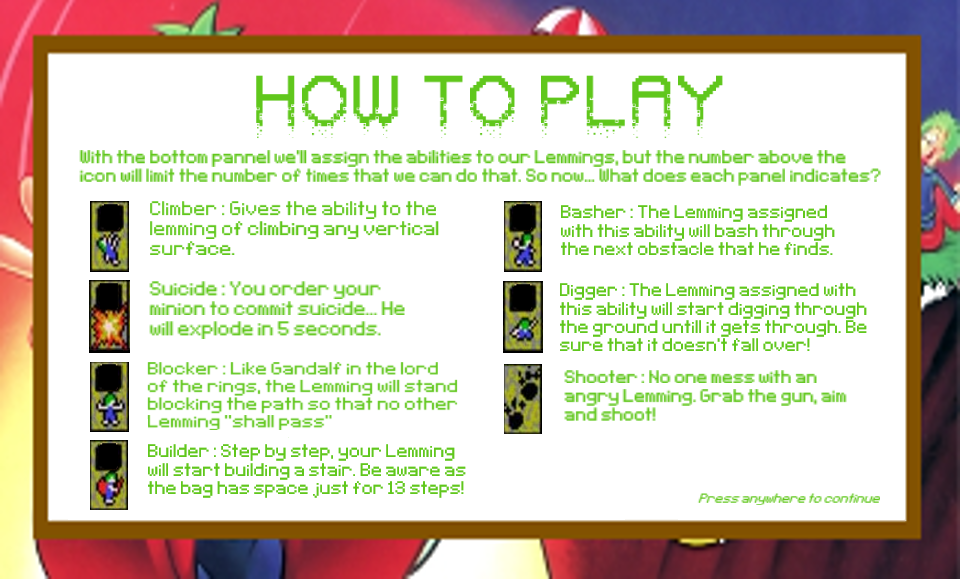 HOW TO PLAY
With the bottom pannel we'll assign the abilities to our Lemmings, but the number above the
icon will limit the number of times that we can do that. So now... What does each panel indicates?
Climber : Gives the ability to the
lemming of climbing any vertical
surface.
Suicide : You order your
minion to commit suicide... He
will explode in 5 seconds.
Blocker : Like Gandalf in the lord
of the rings, the Lemming will stand
blocking the path so that no other
Lemming "shall pass"
Builder : Step by step, your Lemming
will start building a stair. Be aware as
the bag has space just for 13 steps!
Basher : The Lemming assigned
with this ability will bash through
the next obstacle that he finds.
Digger : The Lemming assigned with
this ability will start digging through
the ground untill it gets through. Be
sure that it doesn't fall over!
Shooter : No one mess with an
angry Lemming. Grab the gun, aim
and shoot!
Press anywhere to continue